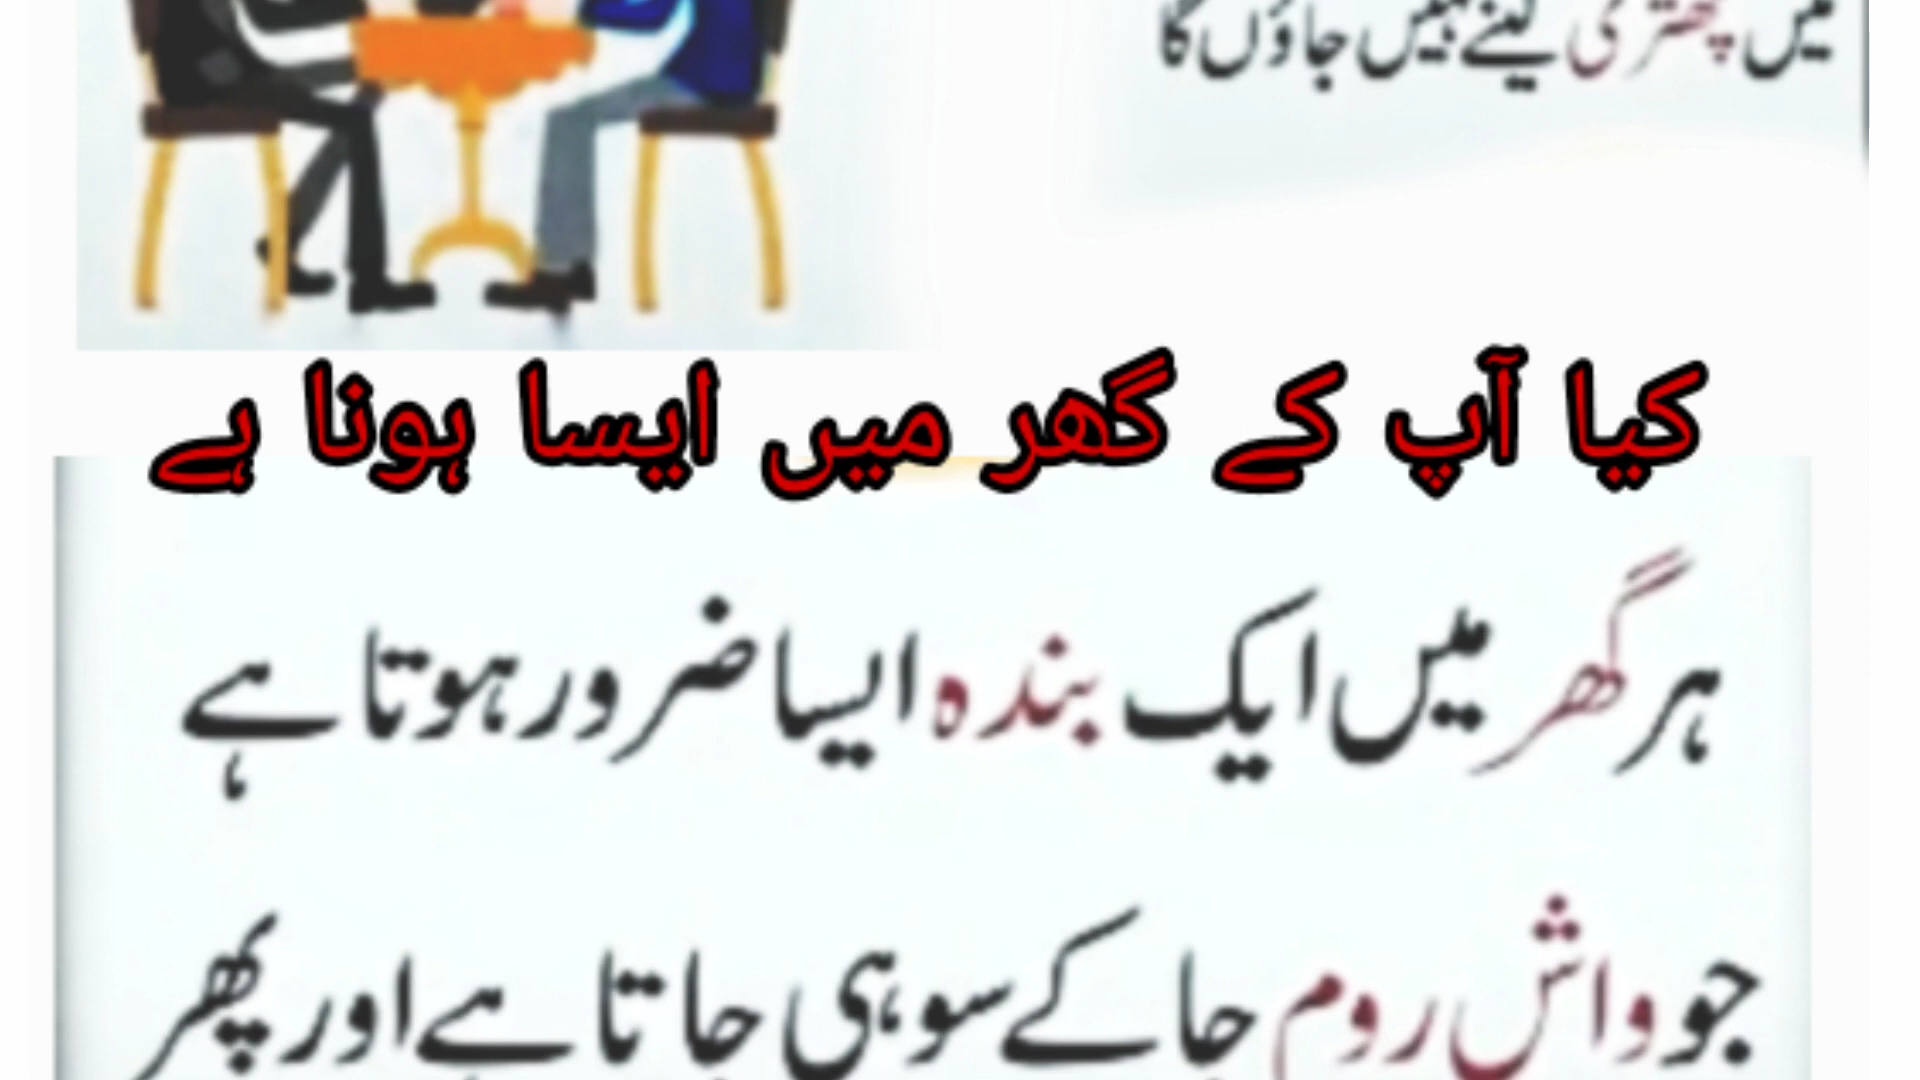 میں چھتری لینے نہیں جاؤں گا
کیا آپ کے گھر میں ایسا ہونا ہے
ہر گھر میں ایک بندہ ایسا ضرور ہوتا ہے
جو واش روم جا کے سو ہی جاتا ہے اور پھر